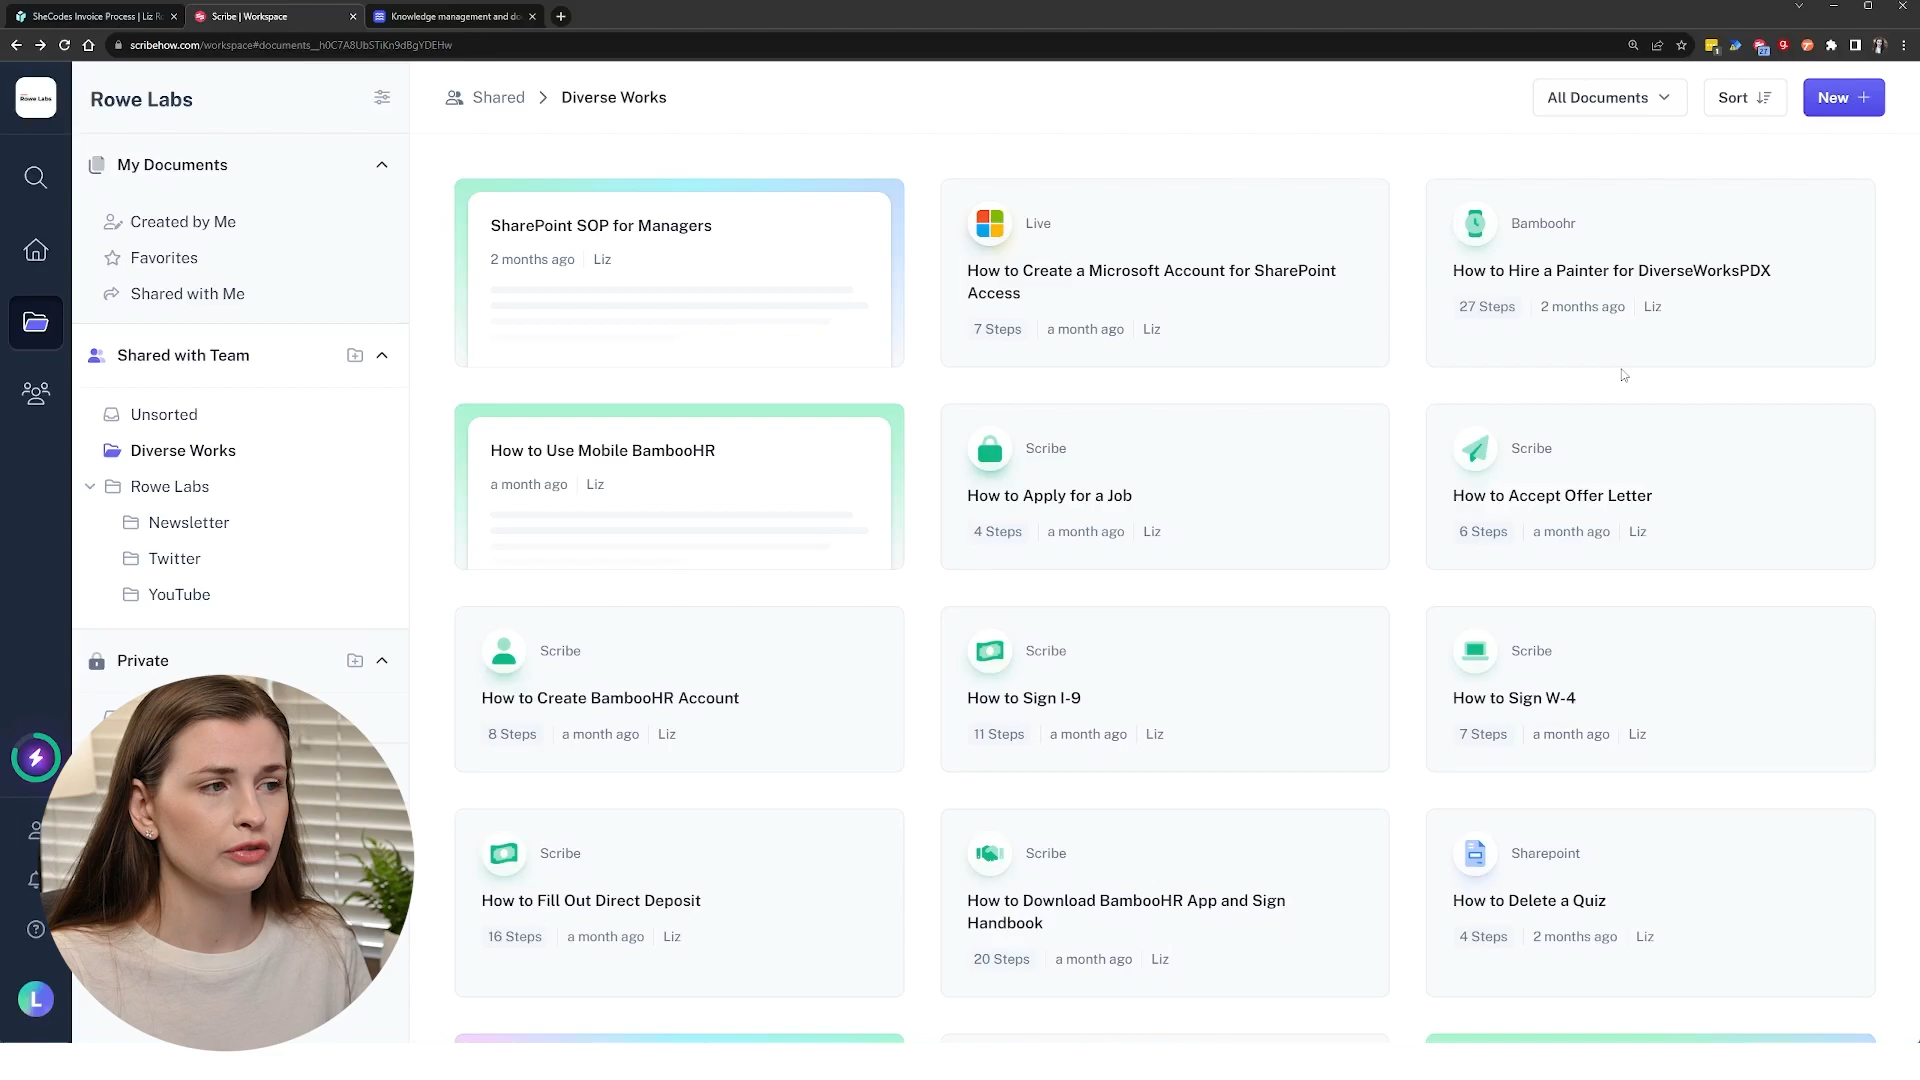 SheCodes Invoice Process | Liz Ro
Scribe | Workspace
Knowledge management and do
scribehow.com/workspace#documents__h0C7A8UbSTiKn9dBgYDEHw
Rowe Labs
Rowe Labs
Shared
Diverse Works
All Documents
Sort
New
My Documents
Created by Me
Favorites
Shared with Me
Shared with Team
Unsorted
Diverse Works
Rowe Labs
Newsletter
Twitter
YouTube
Private
L
SharePoint SOP for Managers
2 months ago
Liz
Live
How to Create a Microsoft Account for SharePoint
Access
7 Steps
a month ago
Liz
Bamboohr
How to Hire a Painter for DiverseWorksPDX
27 Steps
2 months ago
Liz
How to Use Mobile BambooHR
a month ago
Liz
Scribe
How to Apply for a Job
4 Steps
a month ago
Liz
Scribe
How to Accept Offer Letter
6 Steps
a month ago
Liz
Scribe
How to Create BambooHR Account
8 Steps
a month ago
Liz
Scribe
How to Sign I-9
11 Steps
a month ago
Liz
Scribe
How to Sign W-4
7 Steps
a month ago
Liz
Scribe
How to Fill Out Direct Deposit
16 Steps
a month ago
Liz
Scribe
How to Download BambooHR App and Sign
Handbook
20 Steps
a month ago
Liz
Sharepoint
How to Delete a Quiz
4 Steps
2 months ago
Liz